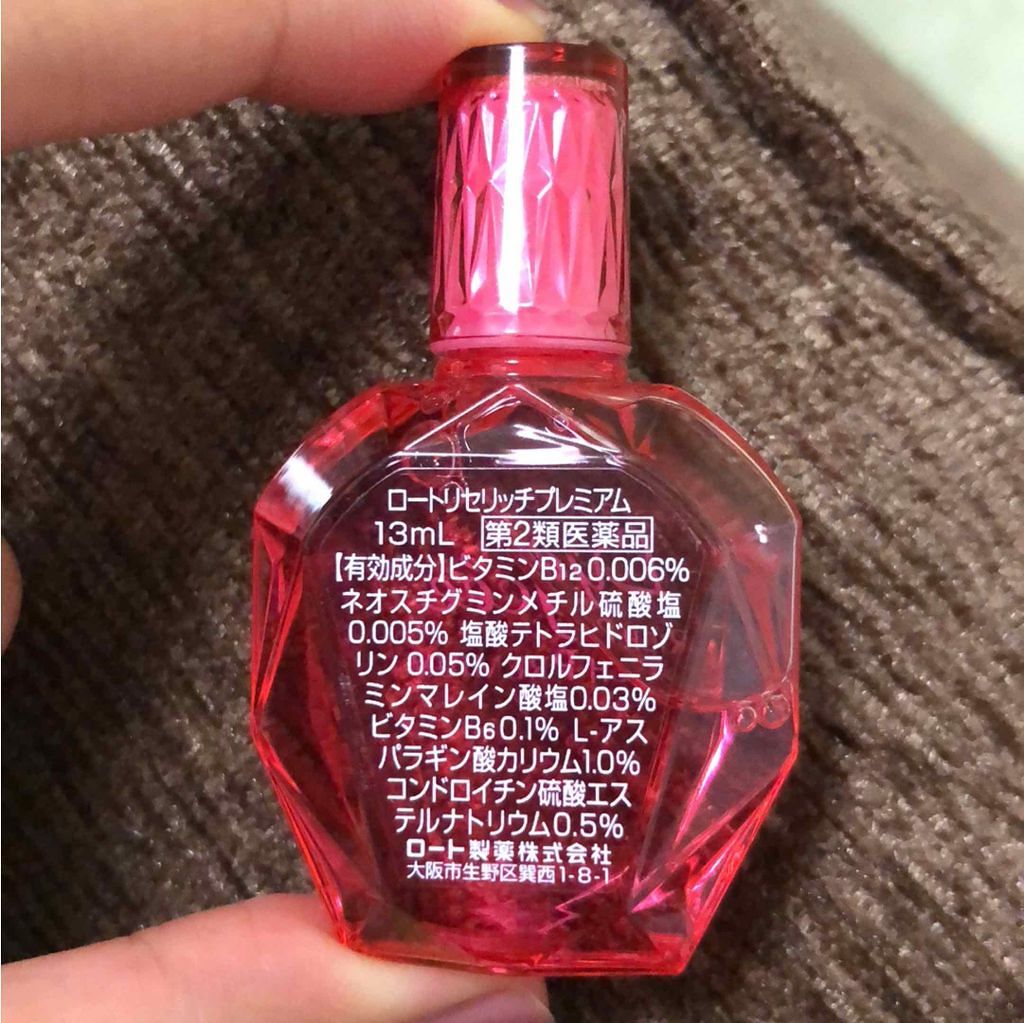 ロートリセリッチプレミアム
13mL 第2類医薬品
【有効成分】ビタミンB12 0.006%
ネオスチグミンメチル硫酸塩
0.005% 塩酸テトラヒドロゾ
リン 0.05% クロルフェニラ
ミンマレイン酸塩0.03%
ビタミンB6 0.1% L-アス
パラギン酸カリウム1.0%
コンドロイチン硫酸エス
テルナトリウム0.5%
ロート製薬株式会社
大阪市生野区巽西1-8-1